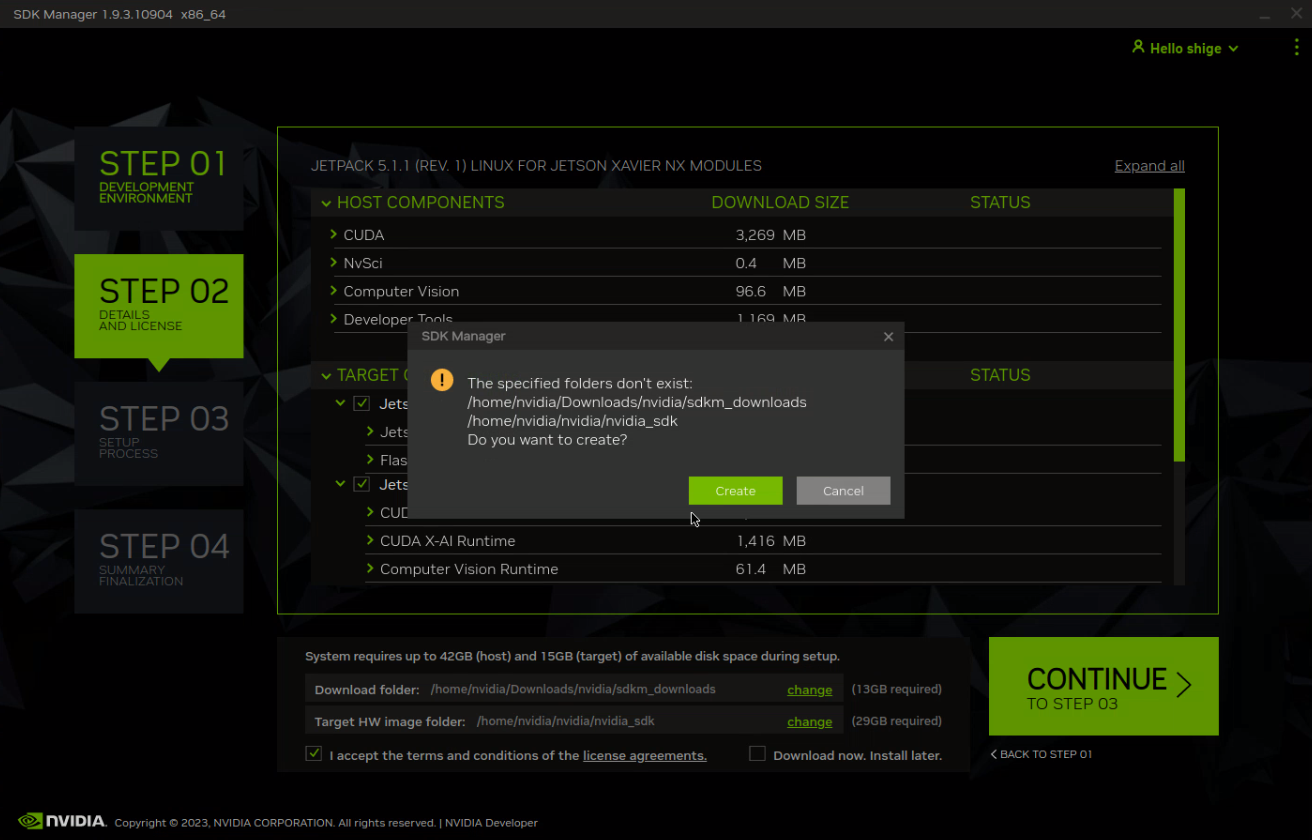 SDK Manager 1.9.3.10904 x86_64
Hello shige
STEP 01
DEVELOPMENT
ENVIRONMENT
STEP 02
DETAILS
AND LICENSE
STEP 03
SETUP
PROCESS
STEP 04
SUMMARY
FINALIZATION
JETPACK 5.1.1 (REV. 1) LINUX FOR JETSON XAVIER NX MODULES
Expand all
HOST COMPONENTS DOWNLOAD SIZE STATUS
CUDA 3,269 MB
NvSci 0.4 MB
Computer Vision 96.6 MB
Developer Tools 1,169 MB
TARGET STATUS
Jets
Jets
Flas
Jets
CUD
CUDA X-AI Runtime 1,416 MB
Computer Vision Runtime 61.4 MB
SDK Manager
The specified folders don't exist:
/home/nvidia/Downloads/nvidia/sdkm_downloads
/home/nvidia/nvidia/nvidia_sdk
Do you want to create?
Create Cancel
System requires up to 42GB (host) and 15GB (target) of available disk space during setup.
Download folder: /home/nvidia/Downloads/nvidia/sdkm_downloads change (13GB required)
Target HW image folder: /home/nvidia/nvidia/nvidia_sdk change (29GB required)
I accept the terms and conditions of the license agreements. Download now. Install later.
CONTINUE
TO STEP 03
BACK TO STEP 01
NVIDIA. Copyright © 2023, NVIDIA CORPORATION. All rights reserved. | NVIDIA Developer